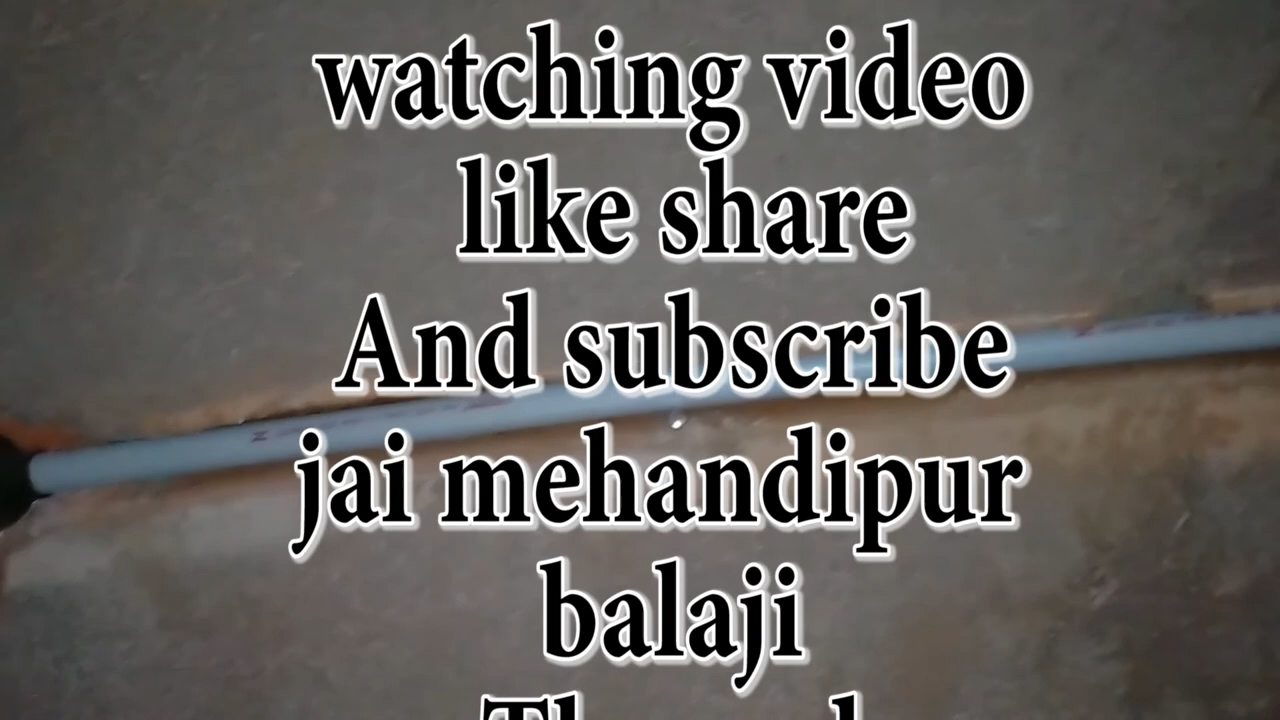 watching video
like share
And subscribe
jai mehandipur
balaji